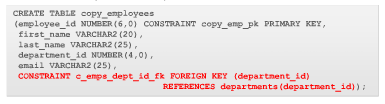 CREATE TABLE copy_employees
(employee_id NUMBER(6,0) CONSTRAINT copy_emp_pk PRIMARY KEY,
first_name VARCHAR2(20),
last_name VARCHAR2(25),
department_id NUMBER(4,0),
email VARCHAR2(25),
CONSTRAINT c_emps_dept_id_fk FOREIGN KEY (department_id)
REFERENCES departments(department_id));